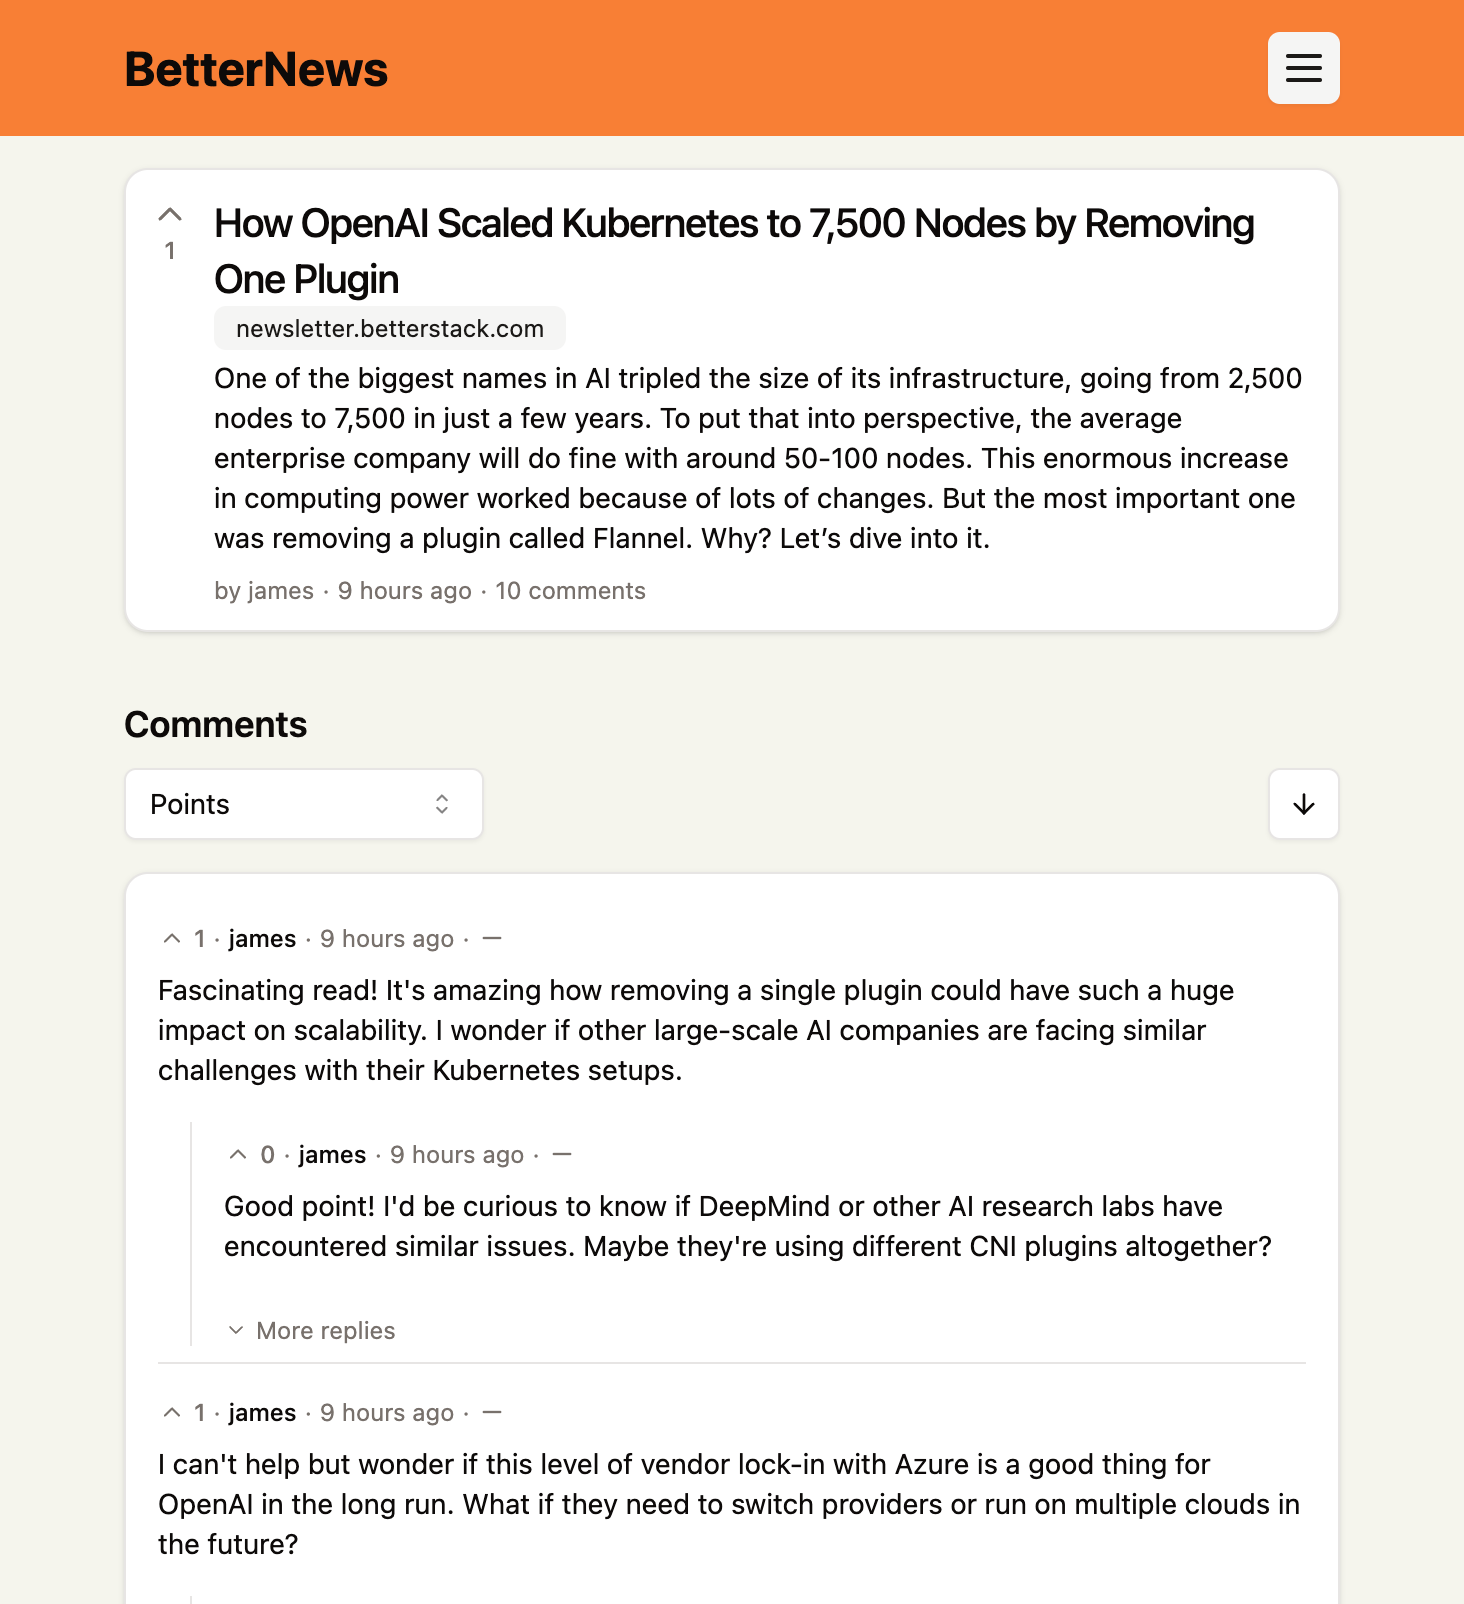 BetterNews
1
How OpenAI Scaled Kubernetes to 7,500 Nodes by Removing
One Plugin
newsletter.betterstack.com
One of the biggest names in AI tripled the size of its infrastructure, going from 2,500
nodes to 7,500 in just a few years. To put that into perspective, the average
enterprise company will do fine with around 50-100 nodes. This enormous increase
in computing power worked because of lots of changes. But the most important one
was removing a plugin called Flannel. Why? Let’s dive into it.
by james · 9 hours ago · 10 comments
Comments
Points
1 · james · 9 hours ago · —
Fascinating read! It's amazing how removing a single plugin could have such a huge
impact on scalability. I wonder if other large-scale AI companies are facing similar
challenges with their Kubernetes setups.
0 · james · 9 hours ago · —
Good point! I'd be curious to know if DeepMind or other AI research labs have
encountered similar issues. Maybe they're using different CNI plugins altogether?
More replies
1 · james · 9 hours ago · —
I can't help but wonder if this level of vendor lock-in with Azure is a good thing for
OpenAI in the long run. What if they need to switch providers or run on multiple clouds in
the future?